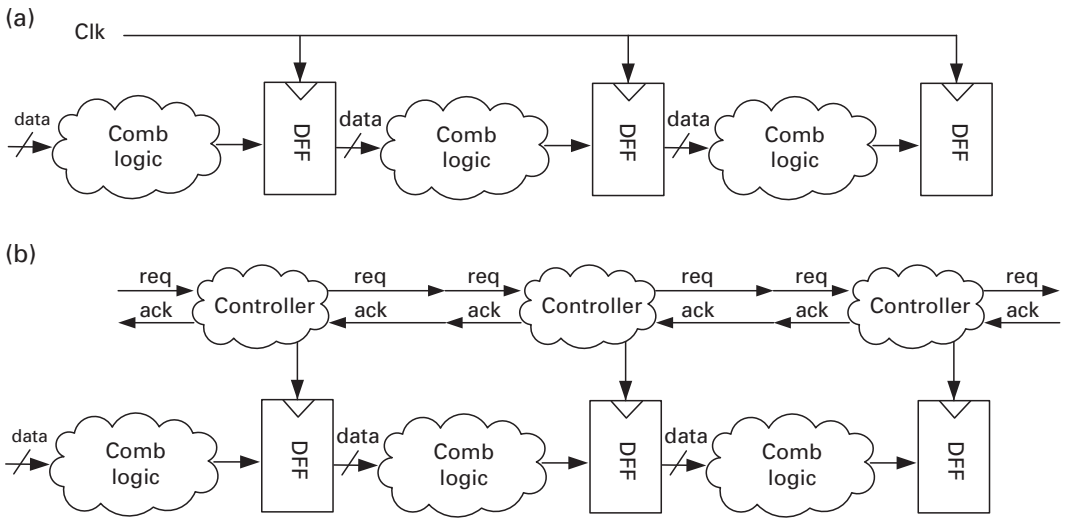 (a)
Clk
data
Comb
logic
DFF
data
Comb
logic
DFF
data
Comb
logic
DFF
(b)
req
req
req
req
req
req
Controller
Controller
Controller
ack
ack
ack
ack
ack
ack
data
Comb
logic
DFF
data
Comb
logic
DFF
data
Comb
logic
DFF